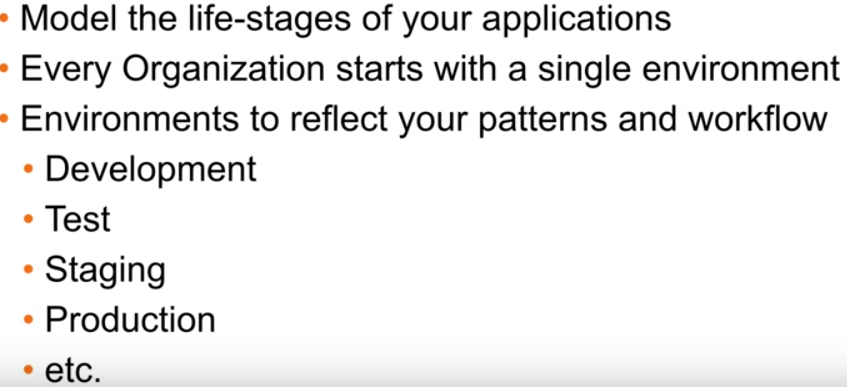 • Model the life-stages of your applications
• Every Organization starts with a single environment
• Environments to reflect your patterns and workflow
• Development
• Test
• Staging
• Production
• etc.